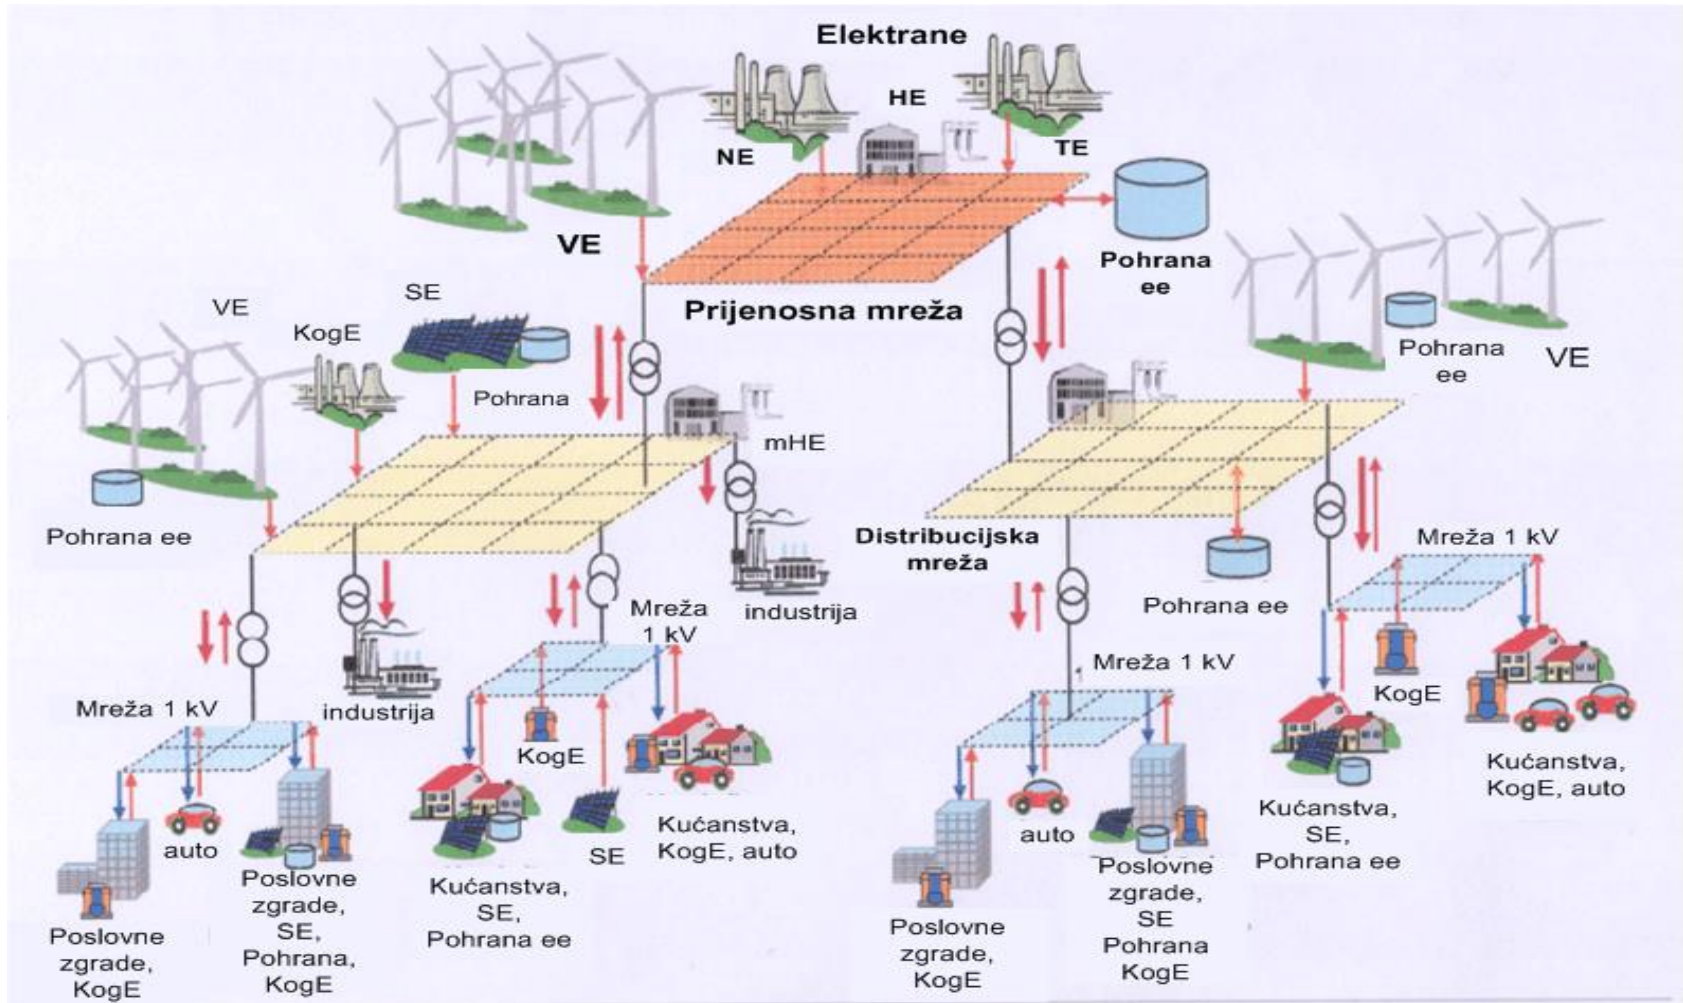 Elektrane
NE
HE
TE
VE
Pohrana
ee
Prijenosna mreža
VE
KogE
SE
Pohrana
mHE
Pohrana ee
Pohrana
ee
VE
Distribucijska
mreža
Pohrana ee
industrija
industrija
Mreža 1 kV
Mreža
1 kV
Mreža 1 kV
Mreža 1 kV
Poslovne
zgrade,
KogE
auto
Poslovne
zgrade,
SE,
Pohrana,
KogE
Kućanstva,
SE,
Pohrana ee
KogE
SE
Kućanstva,
KogE, auto
Poslovne
zgrade,
KogE
auto
Poslovne
zgrade,
SE
Pohrana
KogE
Kućanstva,
SE,
Pohrana ee
KogE
Kućanstva,
KogE, auto